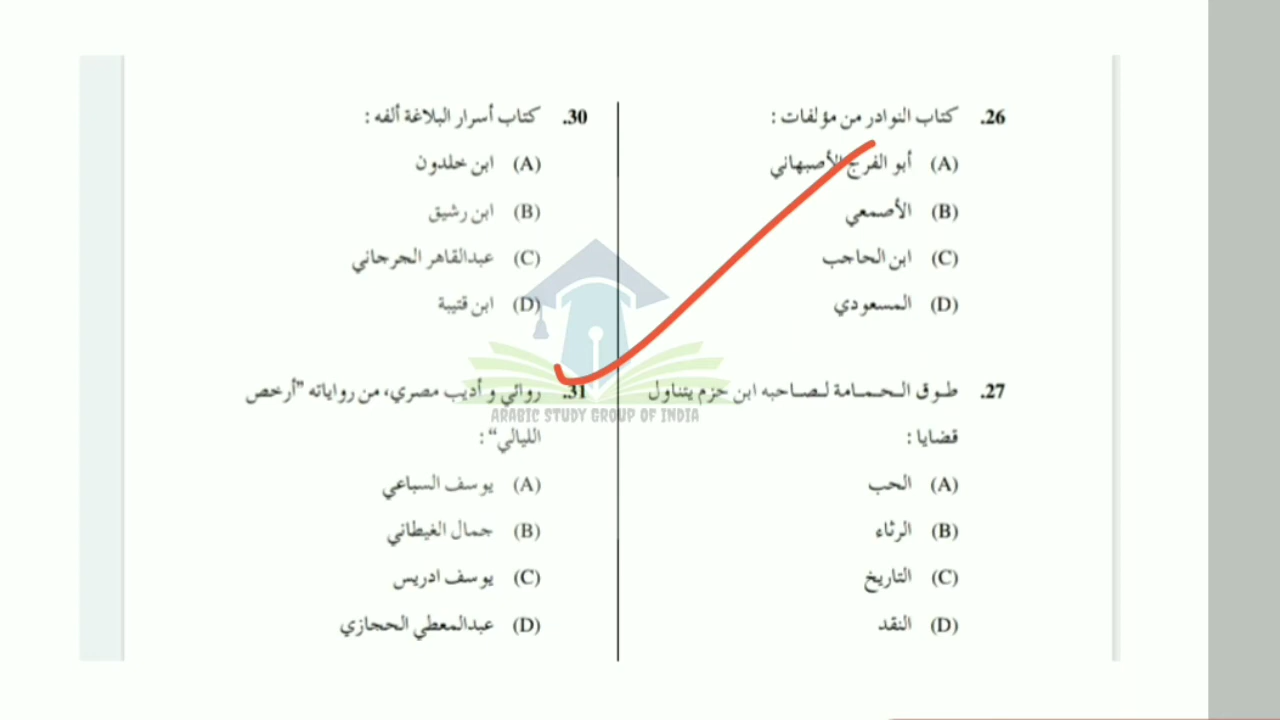 26. كتاب النوادر من مؤلفات :
(A) أبو الفرج الأصبهاني
(B) الأصمعي
(C) ابن الحاجب
(D) المسعودي
27. طوق الحمامة لصاحبه ابن حزم يتناول
قضايا :
(A) الحب
(B) الرثاء
(C) التاريخ
(D) النقد
30. كتاب أسرار البلاغة ألفه :
(A) ابن خلدون
(B) ابن رشيق
(C) عبدالقاهر الجرجاني
(D) ابن قتيبة
31. روائي و أديب مصري، من رواياته ”أرخص
الليالي“ :
(A) يوسف السباعي
(B) جمال الغيطاني
(C) يوسف ادريس
(D) عبدالمعطي الحجازي
ARABIC STUDY GROUP OF INDIA